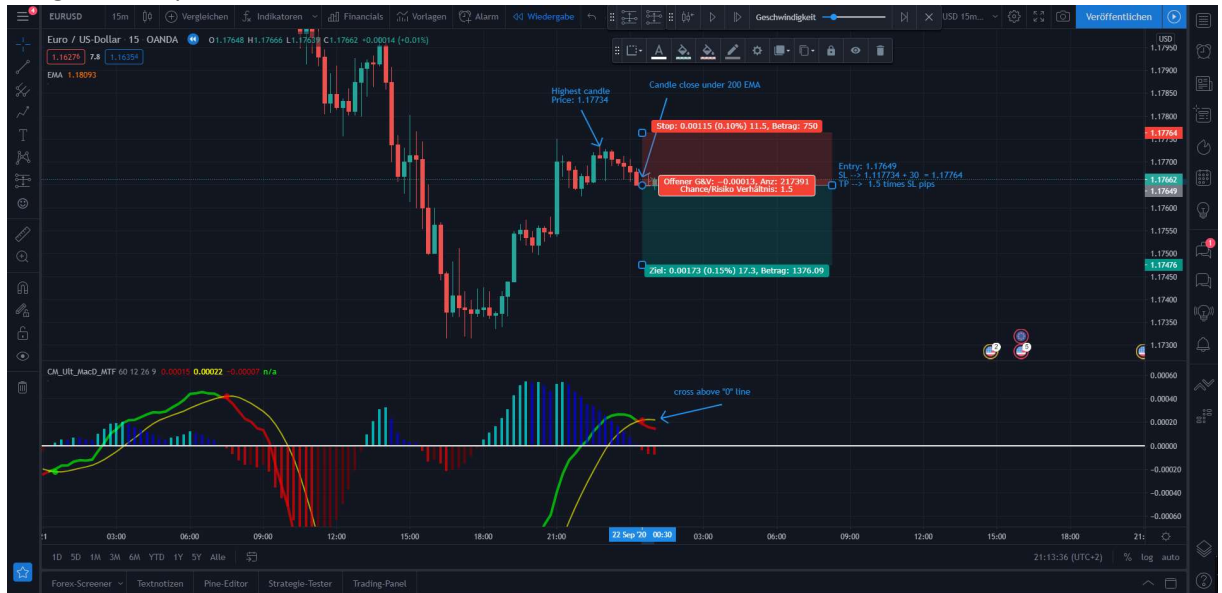 EURUSD 15m Vergleichen Indikatoren Financials Vorlagen Alarm Wiedergabe Geschwindigkeit USD 15m... Veröffentlichen
Euro / US-Dollar · 15 · OANDA O1.17648 H1.17666 L1.17639 C1.17662 +0.00014 (+0.01%)
1.16276 7.8 1.16354
EMA 1.18093
USD
1.17950
1.17900
1.17850
1.17800
1.17764
1.17750
1.17700
1.17662
1.17649
1.17600
1.17550
1.17500
1.17476
1.17450
1.17400
1.17350
1.17300
Highest candle
Price: 1.17734
Candle close under 200 EMA
Stop: 0.00115 (0.10%) 11.5, Betrag: 750
Offener G&V: −0.00013, Anz: 217391
Chance/Risiko Verhältnis: 1.5
Entry: 1.17649
SL --> 1.117734 + 30 = 1.17764
TP --> 1.5 times SL pips
Ziel: 0.00173 (0.15%) 17.3, Betrag: 1376.09
2
5
CM_Ult_MacD_MTF 60 12 26 9 0.00015 0.00022 −0.00007 n/a
cross above "0" line
0.00060
0.00040
0.00020
0.00000
−0.00020
−0.00040
−0.00060
03:00 06:00 09:00 12:00 15:00 18:00 21:00 22 Sep '20 00:30 03:00 06:00 09:00 12:00 15:00 18:00 21:
1D 5D 1M 3M 6M YTD 1Y 5Y Alle 21:13:36 (UTC+2) % log auto
Forex-Screener Textnotizen Pine-Editor Strategie-Tester Trading-Panel